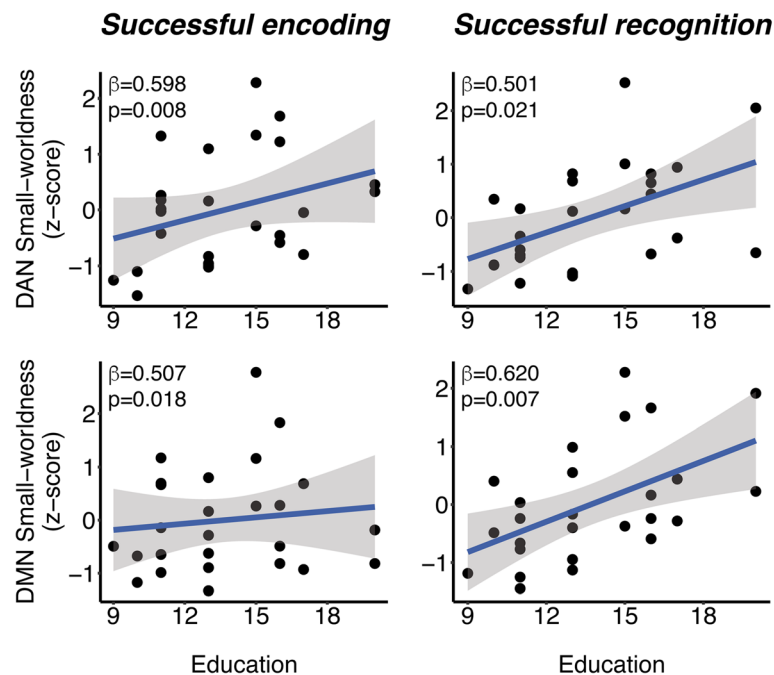 Successful encoding
Successful recognition
DAN Small-worldness
(z-score)
β=0.598
p=0.008
2
1
0
−1
9
12
15
18
β=0.501
p=0.021
2
1
0
−1
9
12
15
18
DMN Small-worldness
(z-score)
β=0.507
p=0.018
2
1
0
−1
9
12
15
18
Education
β=0.620
p=0.007
2
1
0
−1
9
12
15
18
Education